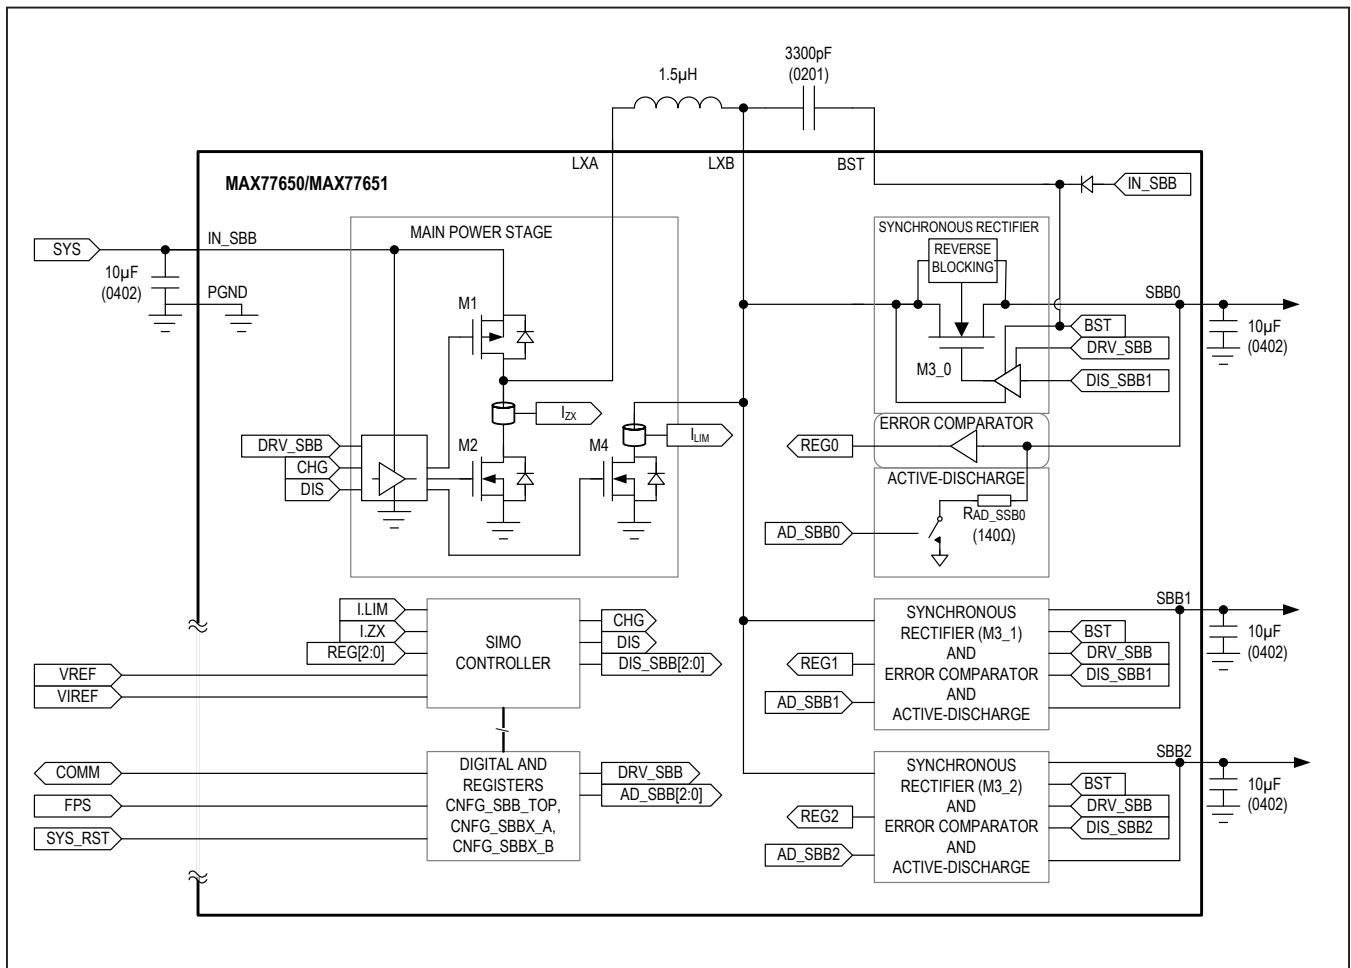 3300pF
(0201)
1.5µH
LXA
LXB
BST
MAX77650/MAX77651
IN_SBB
SYS
IN_SBB
10µF
(0402)
PGND
MAIN POWER STAGE
M1
I_ZX
DRV_SBB
CHG
DIS
M2
M4
I_LIM
SYNCHRONOUS RECTIFIER
REVERSE
BLOCKING
M3_0
SBB0
BST
DRV_SBB
DIS_SBB1
10µF
(0402)
ERROR COMPARATOR
REG0
ACTIVE-DISCHARGE
RAD_SSB0
(140Ω)
AD_SBB0
I.LIM
I.ZX
REG[2:0]
VREF
VIREF
SIMO
CONTROLLER
CHG
DIS
DIS_SBB[2:0]
SYNCHRONOUS
RECTIFIER (M3_1)
AND
ERROR COMPARATOR
AND
ACTIVE-DISCHARGE
REG1
AD_SBB1
SBB1
BST
DRV_SBB
DIS_SBB1
10µF
(0402)
COMM
FPS
SYS_RST
DIGITAL AND
REGISTERS
CNFG_SBB_TOP,
CNFG_SBBX_A,
CNFG_SBBX_B
DRV_SBB
AD_SBB[2:0]
SYNCHRONOUS
RECTIFIER (M3_2)
AND
ERROR COMPARATOR
AND
ACTIVE-DISCHARGE
REG2
AD_SBB2
SBB2
BST
DRV_SBB
DIS_SBB2
10µF
(0402)